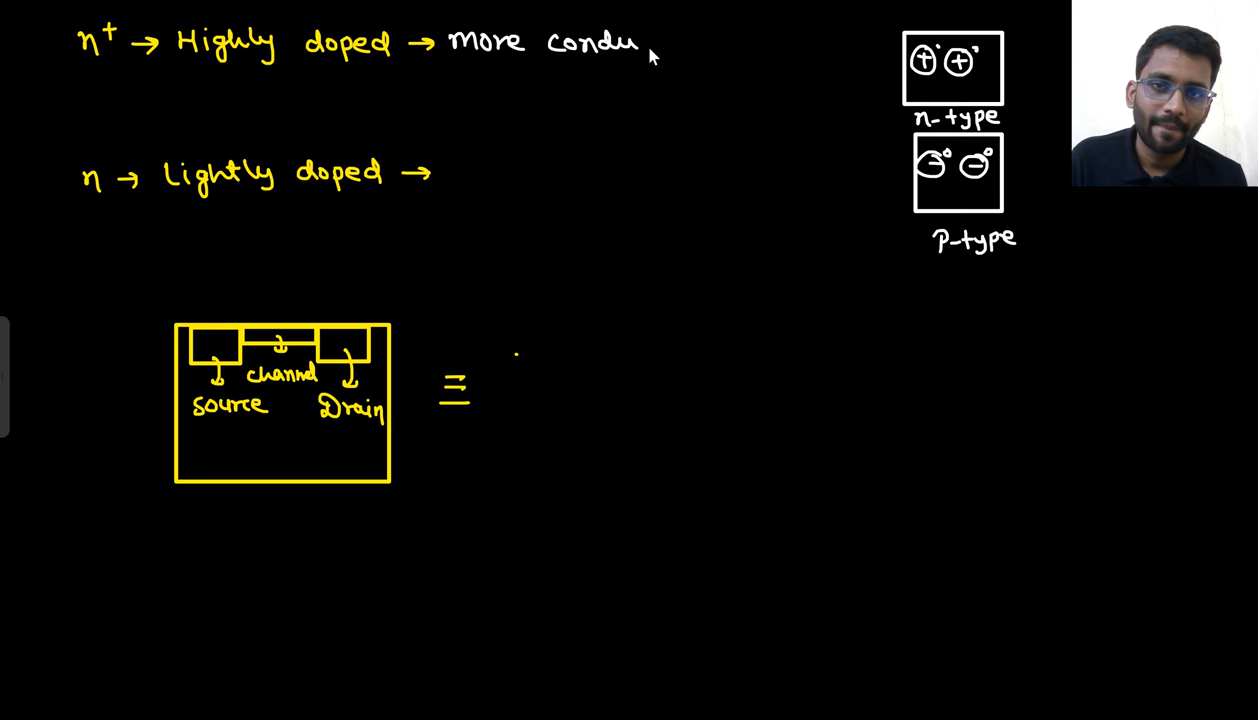 n+ → Highly doped → More condu
n → Lightly doped →
+ +
n-type
- -
p-type
channel
source
Drain
≡